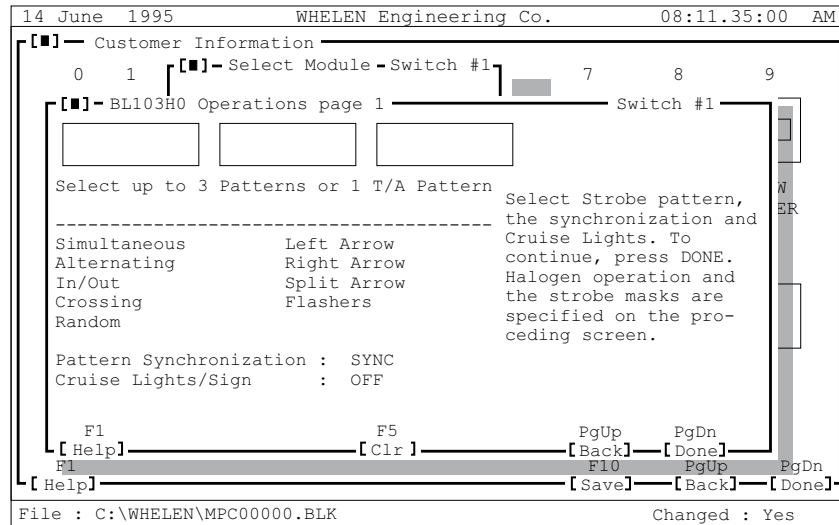 14 June 1995 WHELEN Engineering Co. 08:11.35:00 AM
[■] Customer Information
0 1 [■] Select Module Switch #1 7 8 9
[■] BL103H0 Operations page 1 Switch #1
Select up to 3 Patterns or 1 T/A Pattern
W
ER
Select Strobe pattern,
the synchronization and
Cruise Lights. To
continue, press DONE.
Halogen operation and
the strobe masks are
specified on the pro-
ceding screen.
----------------------------------------
Simultaneous Left Arrow
Alternating Right Arrow
In/Out Split Arrow
Crossing Flashers
Random
Pattern Synchronization : SYNC
Cruise Lights/Sign : OFF
F1 F5 PgUp PgDn
[Help] [Clr ] [Back] [Done]
F1 F10 PgUp PgDn
[Help] [Save] [Back] [Done]
File : C:\WHELEN\MPC00000.BLK Changed : Yes